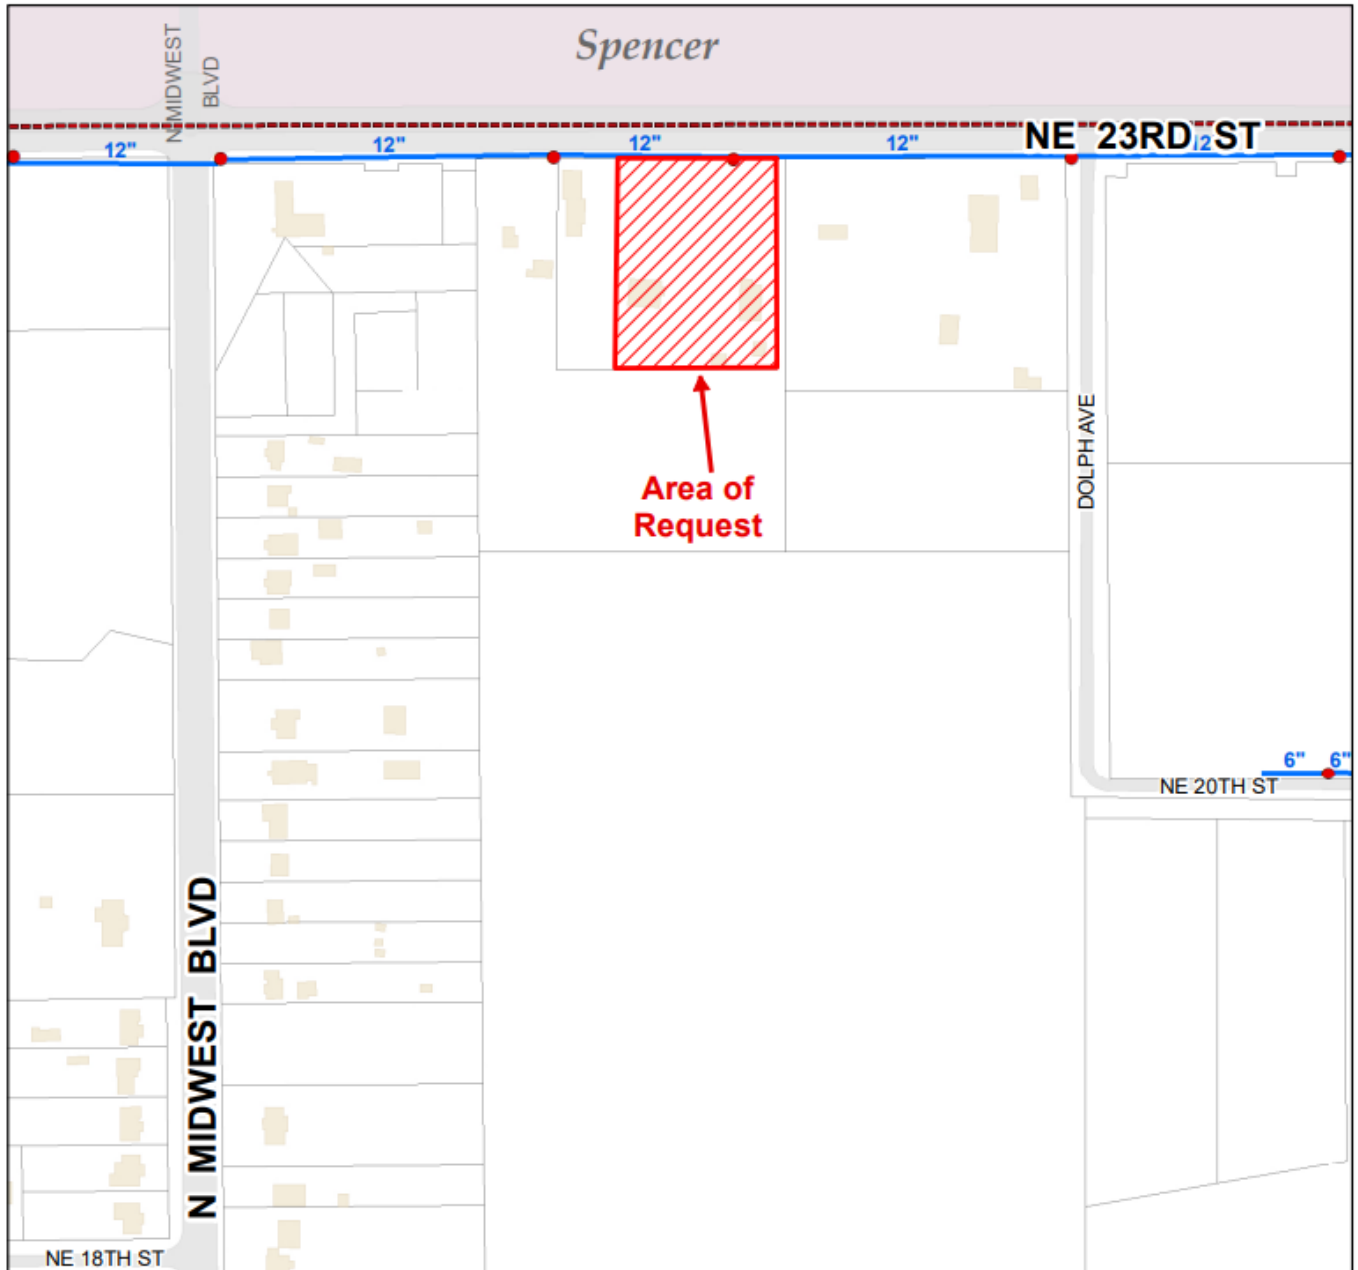 Spencer
N MIDWEST
BLVD
NE 23RD ST
12"
12"
12"
12"
12
Area of
Request
DOLPH AVE
6" 6"
NE 20TH ST
N MIDWEST BLVD
NE 18TH ST